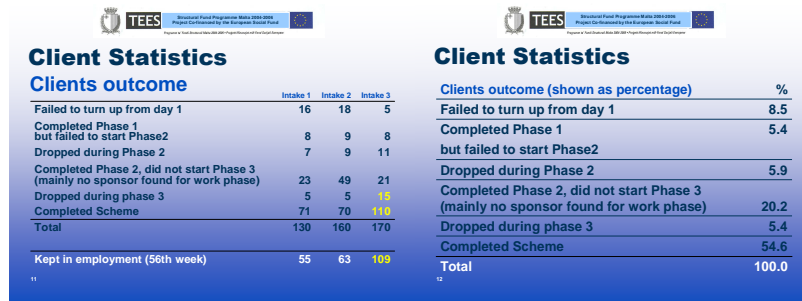 TEES
Structural Fund Programme Malta 2004-2006
Project Co-financed by the European Social Fund
Client Statistics
Clients outcome
Intake 1 Intake 2 Intake 3
Failed to turn up from day 1 16 18 5
Completed Phase 1
but failed to start Phase2 8 9 8
Dropped during Phase 2 7 9 11
Completed Phase 2, did not start Phase 3
(mainly no sponsor found for work phase) 23 49 21
Dropped during phase 3 5 5 15
Completed Scheme 71 70 110
Total 130 160 170
Kept in employment (56th week) 55 63 109
11
TEES
Structural Fund Programme Malta 2004-2006
Project Co-financed by the European Social Fund
Client Statistics
Clients outcome (shown as percentage) %
Failed to turn up from day 1 8.5
Completed Phase 1 5.4
but failed to start Phase2
Dropped during Phase 2 5.9
Completed Phase 2, did not start Phase 3
(mainly no sponsor found for work phase) 20.2
Dropped during phase 3 5.4
Completed Scheme 54.6
Total 100.0
12